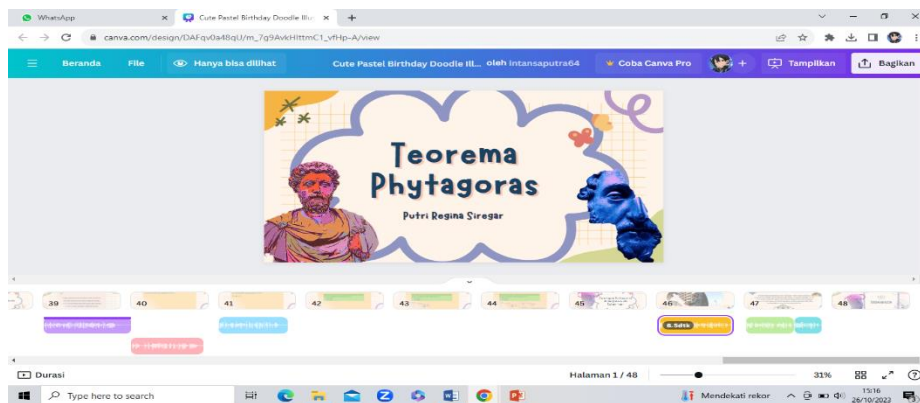 WhatsApp
Cute Pastel Birthday Doodle Illu
canva.com/design/DAFqv0a48qU/m_7g9AvkHIttmC1_vfHp-A/view
Beranda File Hanya bisa dilihat Cute Pastel Birthday Doodle Ill... oleh intansaputra64 Coba Canva Pro Tampilkan Bagikan
Teorema
Phytagoras
Putri Regina Siregar
39 40 41 42 43 44 45 46 47 48
Durasi Halaman 1 / 48 31%
Type here to search Mendekati rekor 15:16
26/10/2023